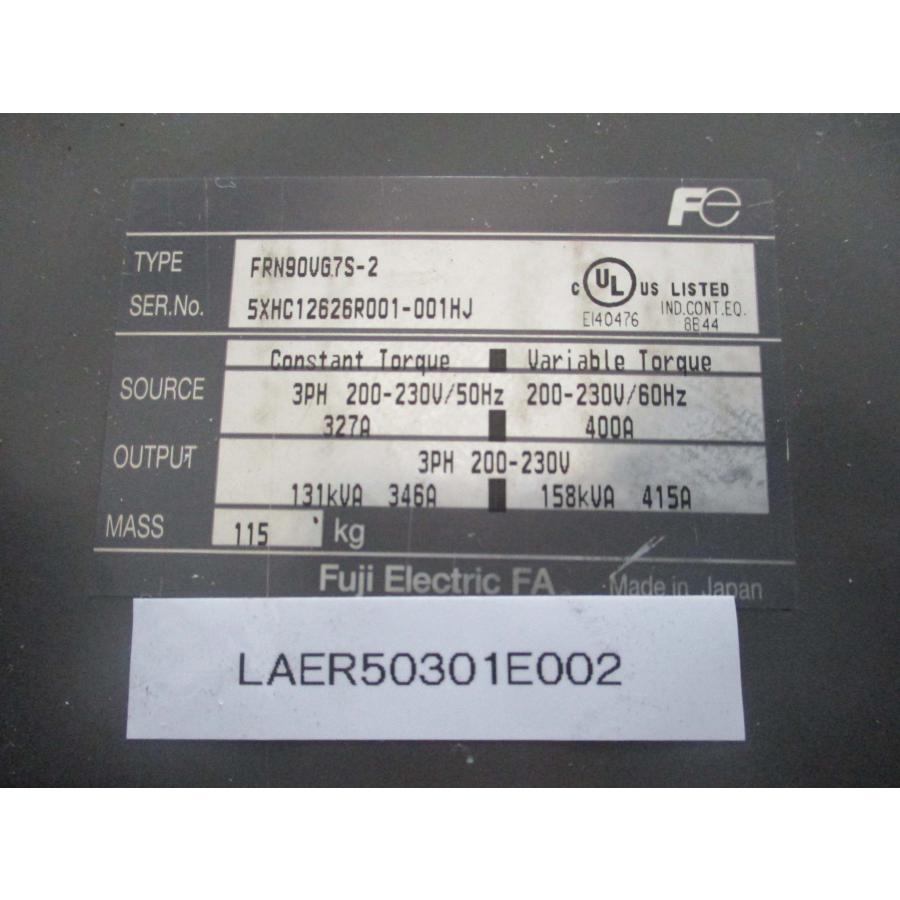 Fe
TYPE FRN90VG7S-2
SER.No. 5XHC12626R001-001HJ
C UL US LISTED
E140476 IND.CONT.EQ.
8B44
Constant Torque Variable Torque
SOURCE 3PH 200-230V/50Hz 200-230V/60Hz
327A 400A
OUTPUT 3PH 200-230V
131kVA 346A 158kVA 415A
MASS 115 kg
Fuji Electric FA Made in Japan
LAER50301E002